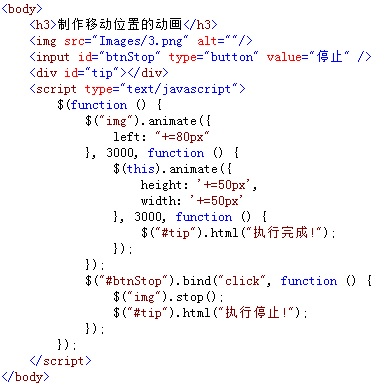 <body>
<h3>制作移动位置的动画</h3>
<img src="Images/3.png" alt=""/>
<input id="btnStop" type="button" value="停止" />
<div id="tip"></div>
<script type="text/javascript">
$(function () {
$("img").animate({
left: "+=80px"
}, 3000, function () {
$(this).animate({
height: '+=50px',
width: '+=50px'
}, 3000, function () {
$("#tip").html("执行完成!");
});
});
$("#btnStop").bind("click", function () {
$("img").stop();
$("#tip").html("执行停止!");
});
});
</script>
</body>